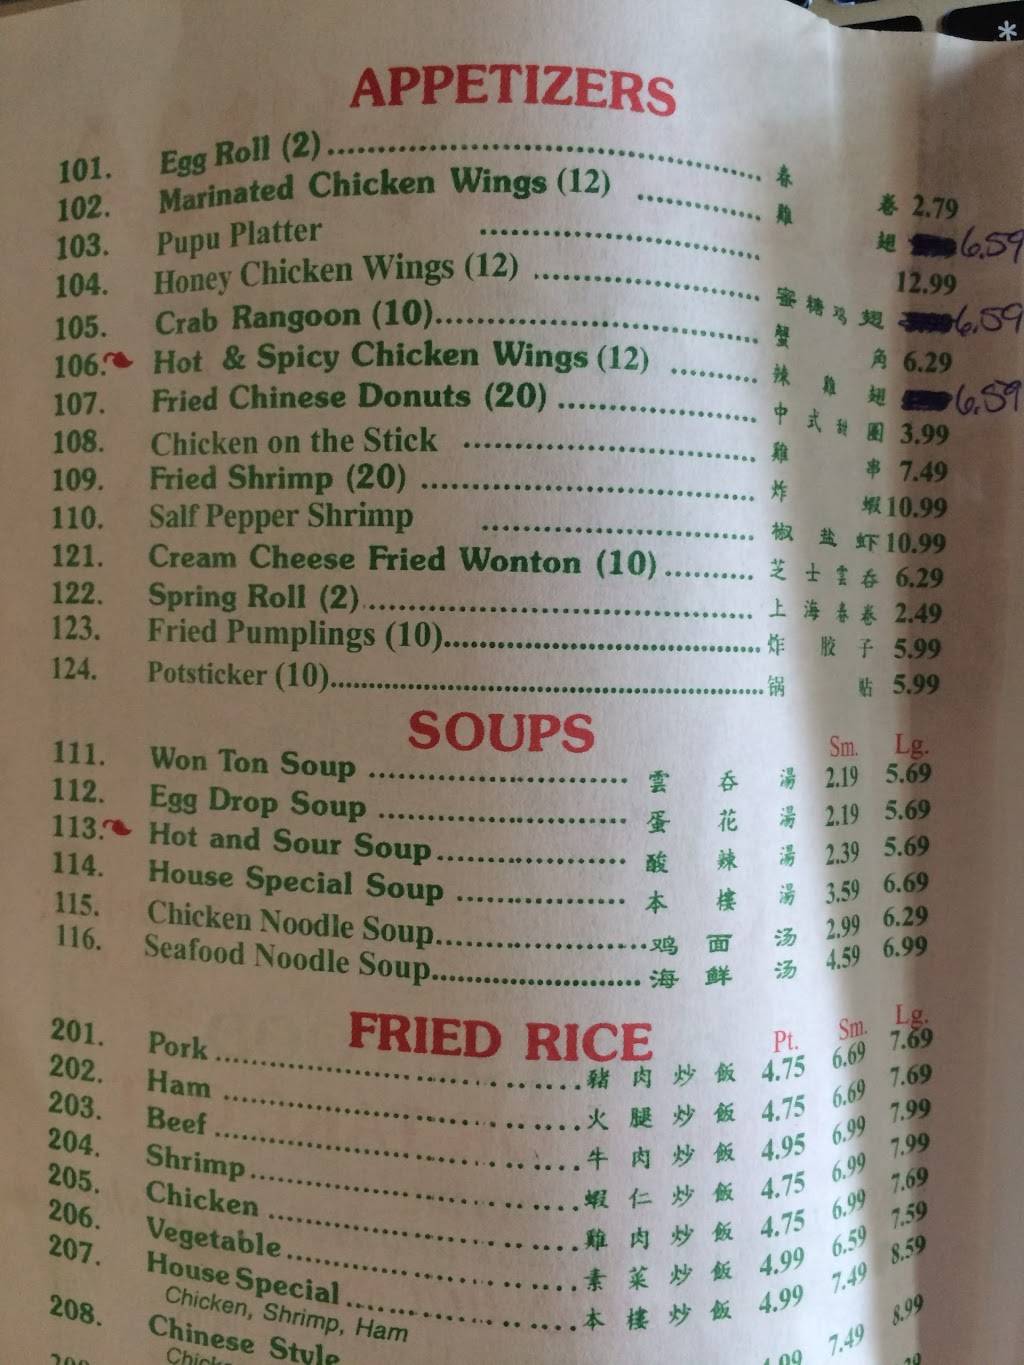 *
APPETIZERS
101. Egg Roll (2) 春 卷 2.79
102. Marinated Chicken Wings (12) 雞 翅 6.59
103. Pupu Platter 12.99
104. Honey Chicken Wings (12) 蜜 糖 鸡 翅 6.59
105. Crab Rangoon (10) 蟹 角 6.29
106. Hot & Spicy Chicken Wings (12) 辣 雞 翅 6.59
107. Fried Chinese Donuts (20) 中 式 甜 團 3.99
108. Chicken on the Stick 雞 串 7.49
109. Fried Shrimp (20) 炸 蝦 10.99
110. Salf Pepper Shrimp 椒 盐 虾 10.99
121. Cream Cheese Fried Wonton (10) 芝 士 雲 吞 6.29
122. Spring Roll (2) 上 海 春 卷 2.49
123. Fried Pumplings (10) 炸 胶 子 5.99
124. Potsticker (10) 锅 贴 5.99
SOUPS Sm. Lg.
111. Won Ton Soup 雲 吞 湯 2.19 5.69
112. Egg Drop Soup 蛋 花 湯 2.19 5.69
113. Hot and Sour Soup 酸 辣 湯 2.39 5.69
114. House Special Soup 本 樓 湯 3.59 6.69
115. Chicken Noodle Soup 鸡 面 汤 2.99 6.29
116. Seafood Noodle Soup 海 鲜 汤 4.59 6.99
FRIED RICE Pt. Sm. Lg.
201. Pork 豬 肉 炒 飯 4.75 6.69 7.69
202. Ham 火 腿 炒 飯 4.75 6.69 7.69
203. Beef 牛 肉 炒 飯 4.95 6.99 7.99
204. Shrimp 蝦 仁 炒 飯 4.75 6.99 7.99
205. Chicken 雞 肉 炒 飯 4.75 6.99 7.69
206. Vegetable 素 菜 炒 飯 4.99 6.59 7.59
207. House Special 本 樓 炒 飯 4.99 7.49 8.59
Chicken, Shrimp, Ham
208. Chinese Style 7.49 8.99